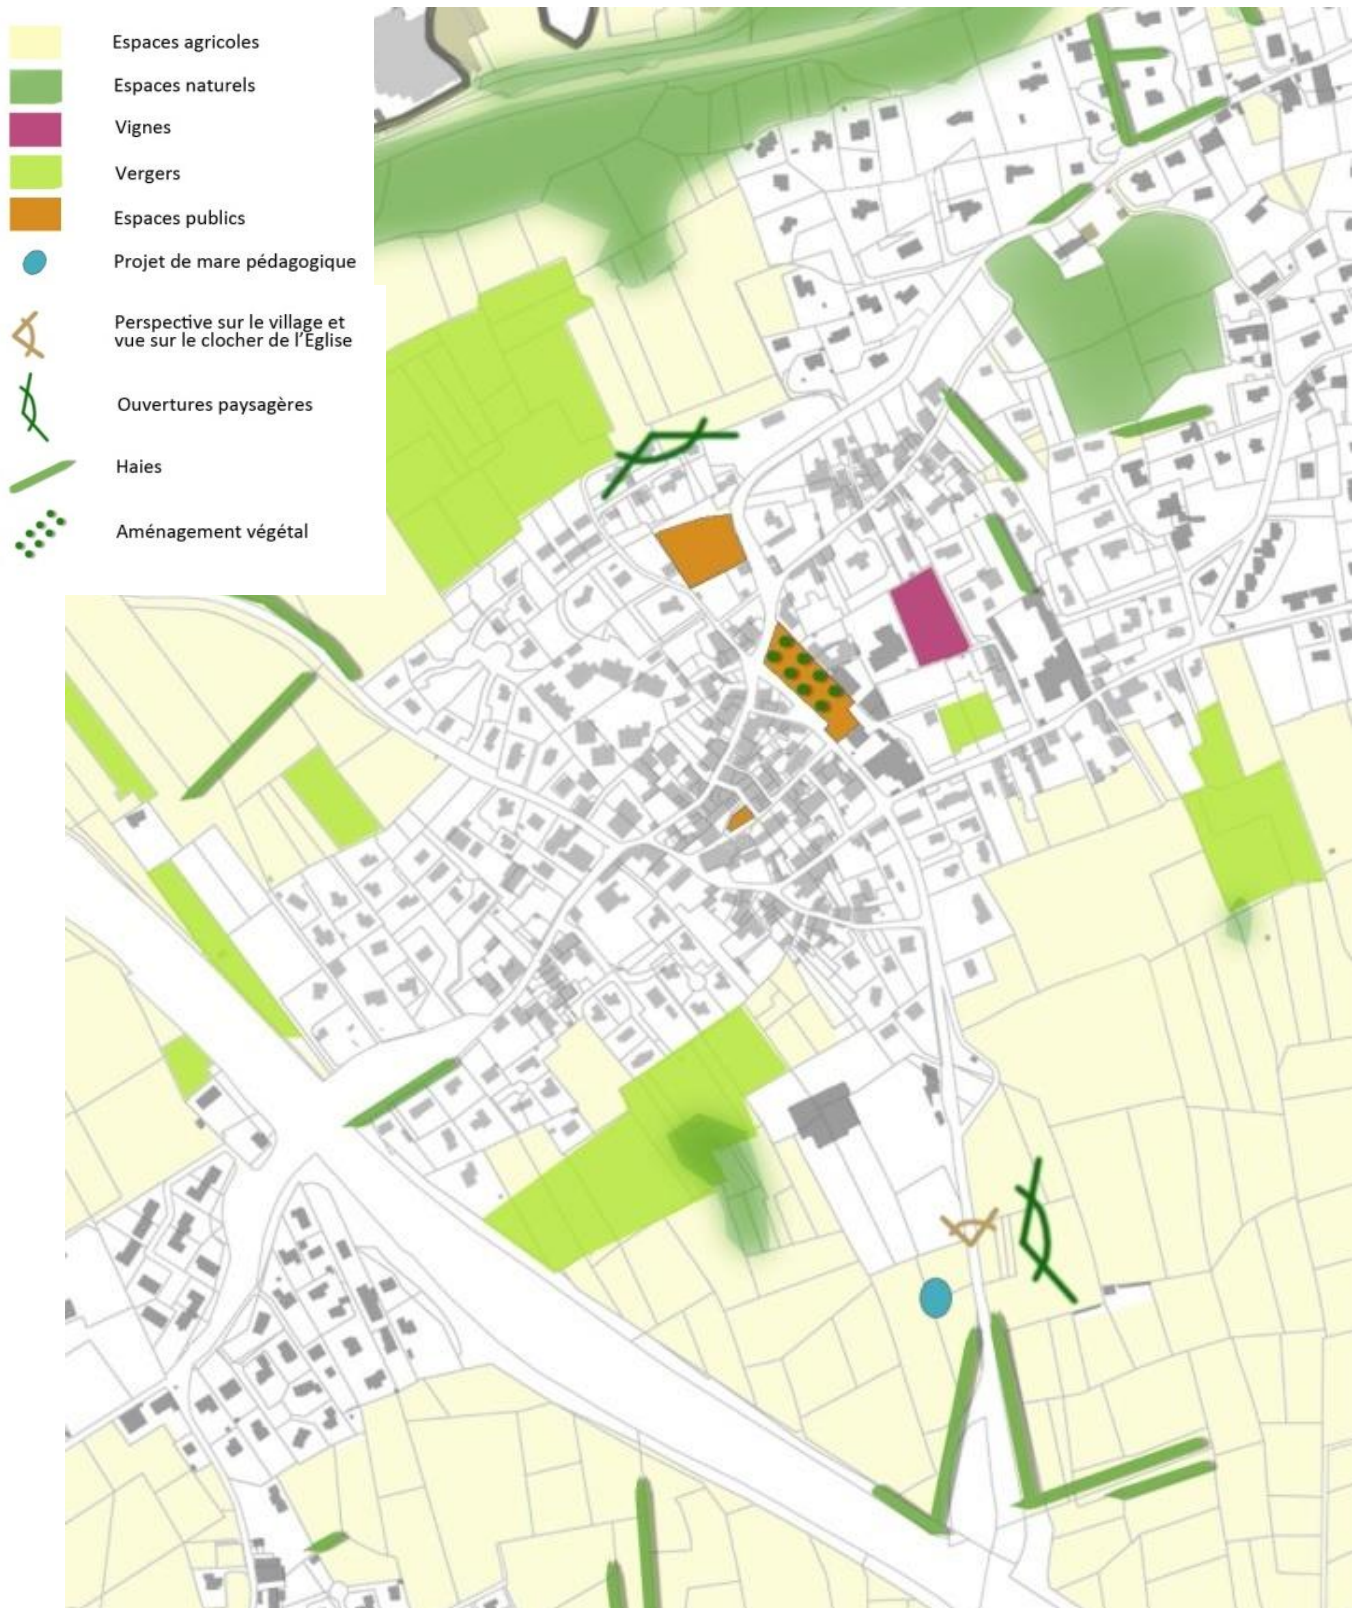 Espaces agricoles
Espaces naturels
Vignes
Vergers
Espaces publics
Projet de mare pédagogique
Perspective sur le village et
vue sur le clocher de l'Eglise
Ouvertures paysagères
Haies
Aménagement végétal